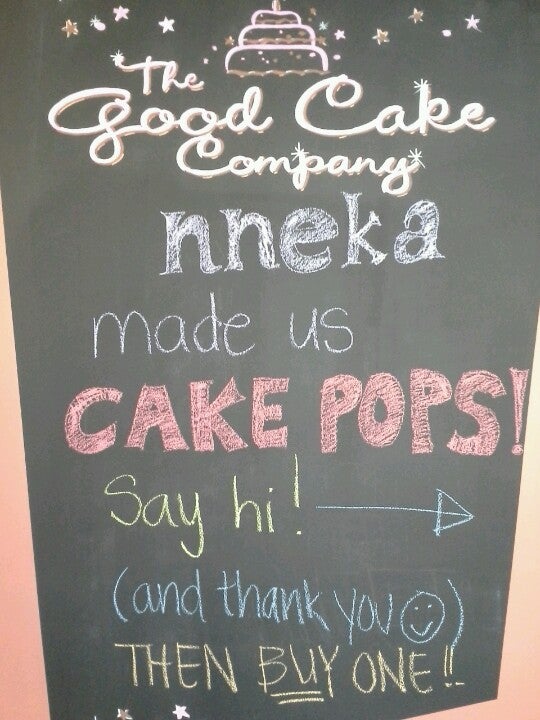 The
Good Cake
Company
nneka
made us
CAKE POPS!
Say hi!
(and thank you ☺)
THEN BUY ONE!!